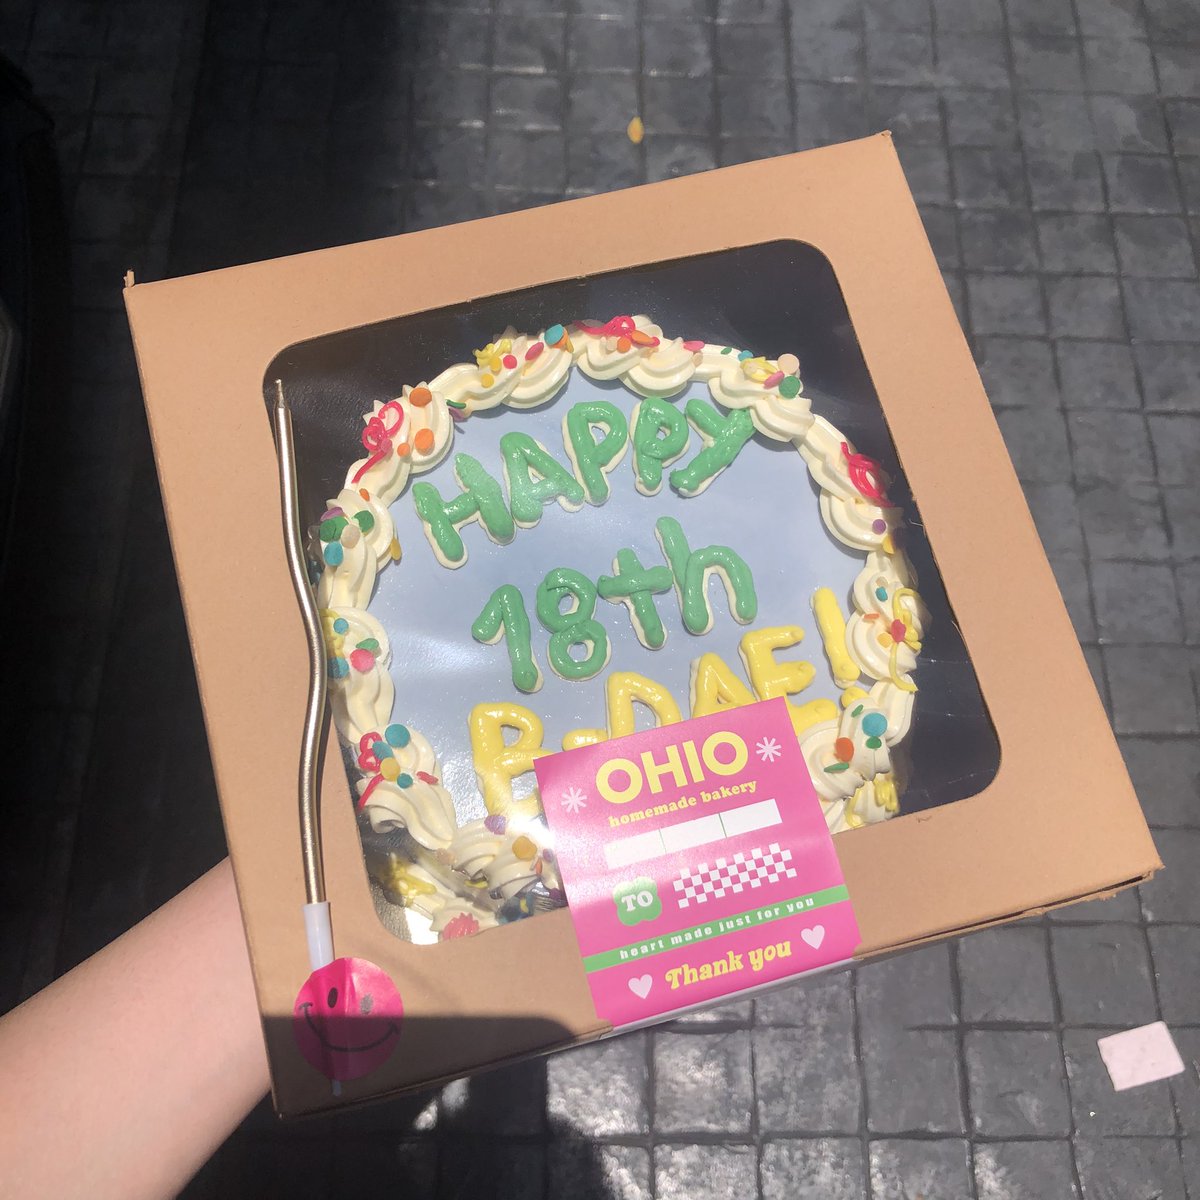 HAPPY
18th
B-DAE!
OHIO
homemade bakery
TO
heart made just for you
Thank you